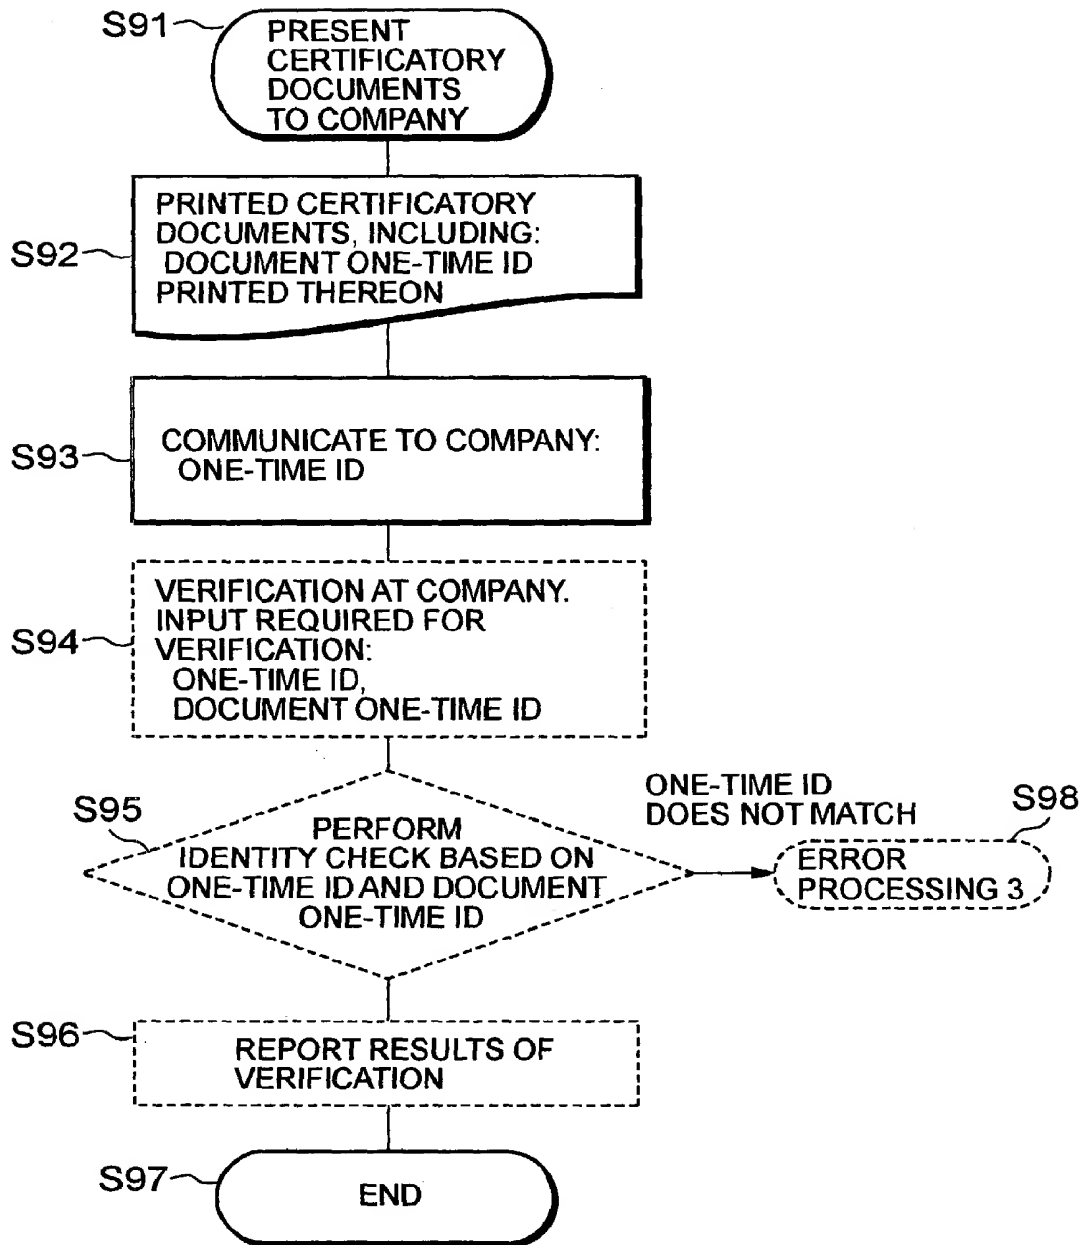 S91
PRESENT
CERTIFICATORY
DOCUMENTS
TO COMPANY
S92
PRINTED CERTIFICATORY
DOCUMENTS, INCLUDING:
DOCUMENT ONE-TIME ID
PRINTED THEREON
S93
COMMUNICATE TO COMPANY:
ONE-TIME ID
S94
VERIFICATION AT COMPANY.
INPUT REQUIRED FOR
VERIFICATION:
ONE-TIME ID,
DOCUMENT ONE-TIME ID
S95
PERFORM
IDENTITY CHECK BASED ON
ONE-TIME ID AND DOCUMENT
ONE-TIME ID
ONE-TIME ID
DOES NOT MATCH
S98
ERROR
PROCESSING 3
S96
REPORT RESULTS OF
VERIFICATION
S97
END